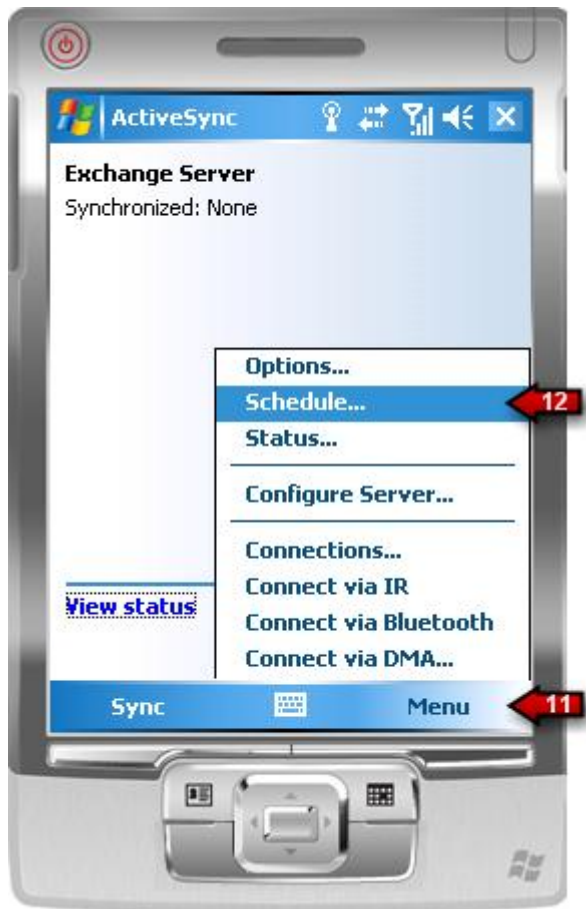 ActiveSync
Exchange Server
Synchronized: None
Options...
Schedule...
12
Status...
Configure Server...
Connections...
Connect via IR
View status
Connect via Bluetooth
Connect via DMA...
Sync
Menu
11